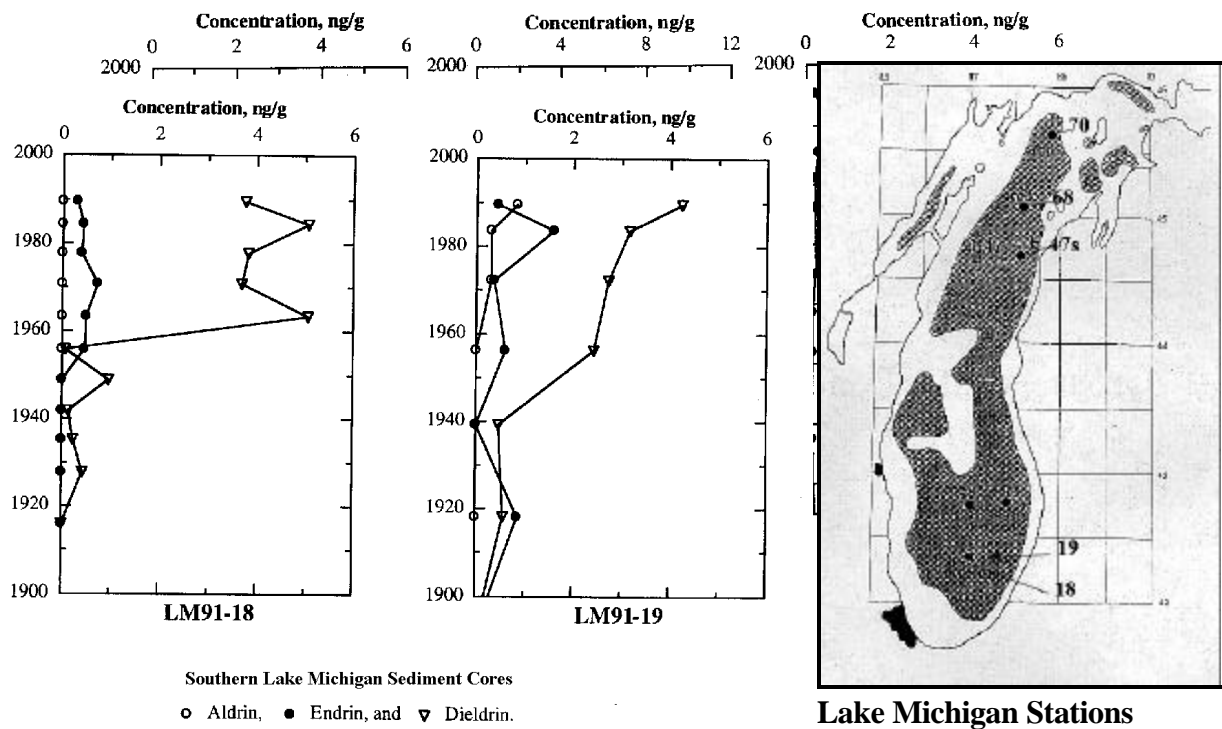 Concentration, ng/g
0 2 4 6
2000
Concentration, ng/g
0 4 8 12
2000
Concentration, ng/g
2 4 6
2000
Concentration, ng/g
0 2 4 6
2000
1980
1960
1940
1920
1900
LM91-18
Concentration, ng/g
0 2 4 6
2000
1980
1960
1940
1920
1900
LM91-19
Southern Lake Michigan Sediment Cores
○ Aldrin, ● Endrin, and ▽ Dieldrin.
70
68
47s
19
18
Lake Michigan Stations